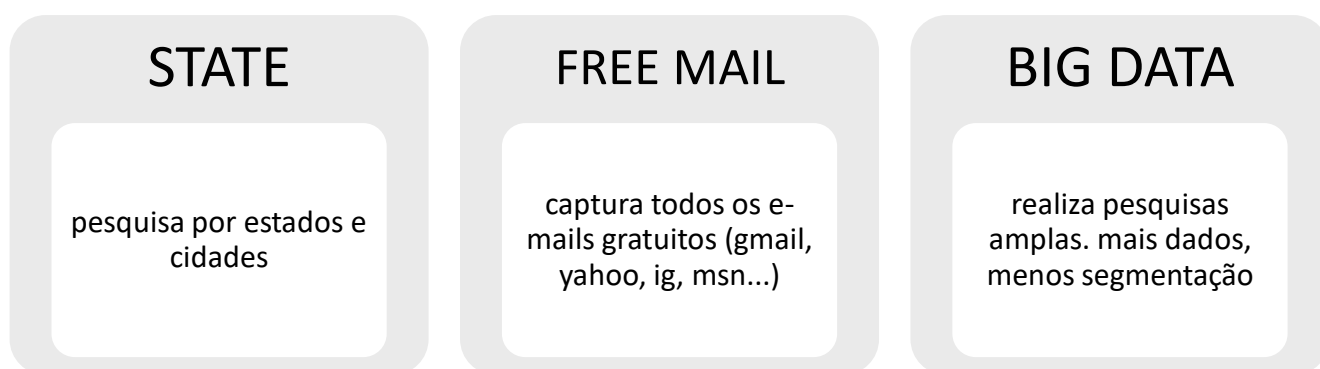 STATE
pesquisa por estados e
cidades
FREE MAIL
captura todos os e-
mails gratuitos (gmail,
yahoo, ig, msn...)
BIG DATA
realiza pesquisas
amplas. mais dados,
menos segmentação